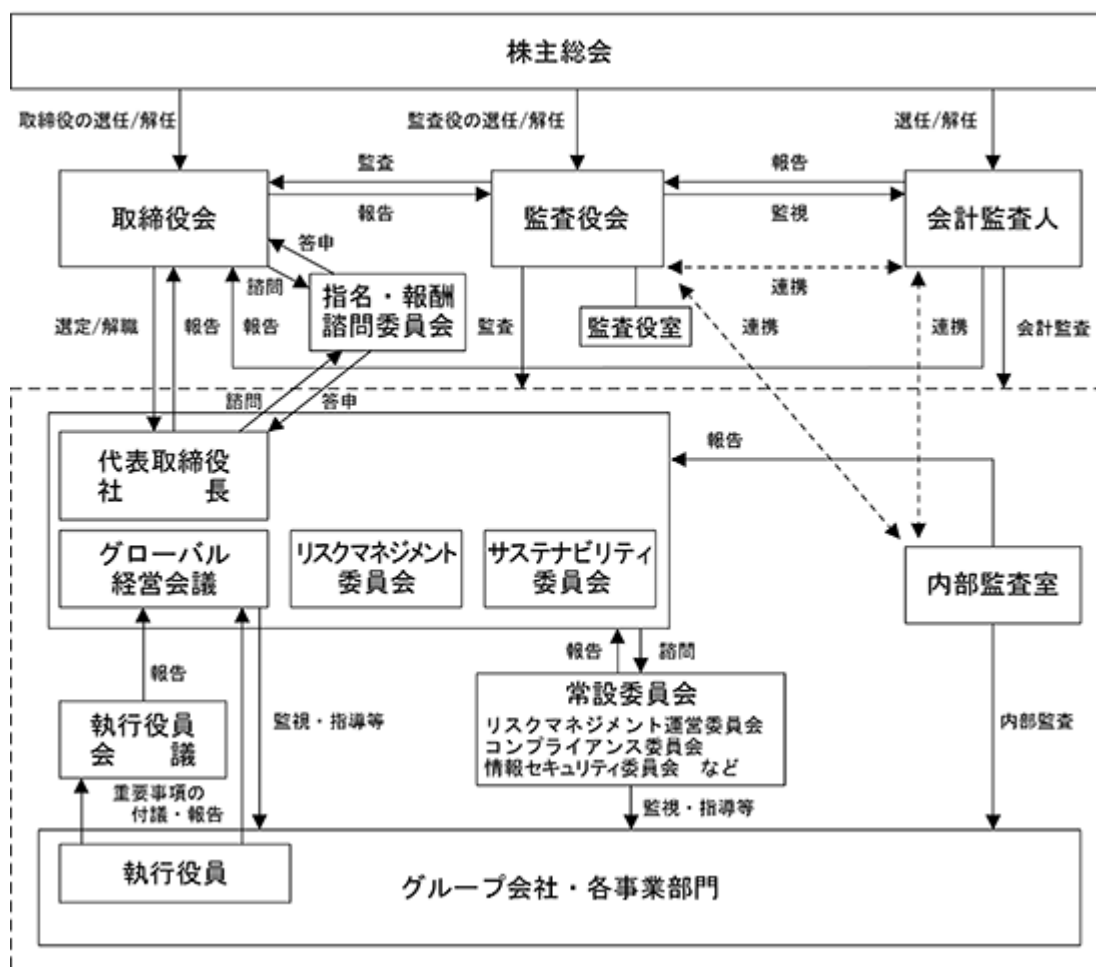 株主総会
取締役の選任/解任
監査役の選任/解任
選任/解任
監査
報告
取締役会
報告
監査役会
監視
会計監査人
答申
諮問
指名・報酬
諮問委員会
連携
選定/解職
報告
報告
監査
監査役室
連携
連携
会計監査
諮問
答申
報告
代表取締役
社長
グローバル
経営会議
リスクマネジメント
委員会
サステナビリティ
委員会
内部監査室
報告
諮問
報告
常設委員会
リスクマネジメント運営委員会
コンプライアンス委員会
情報セキュリティ委員会 など
執行役員
会議
監視・指導等
内部監査
重要事項の
付議・報告
監視・指導等
執行役員
グループ会社・各事業部門